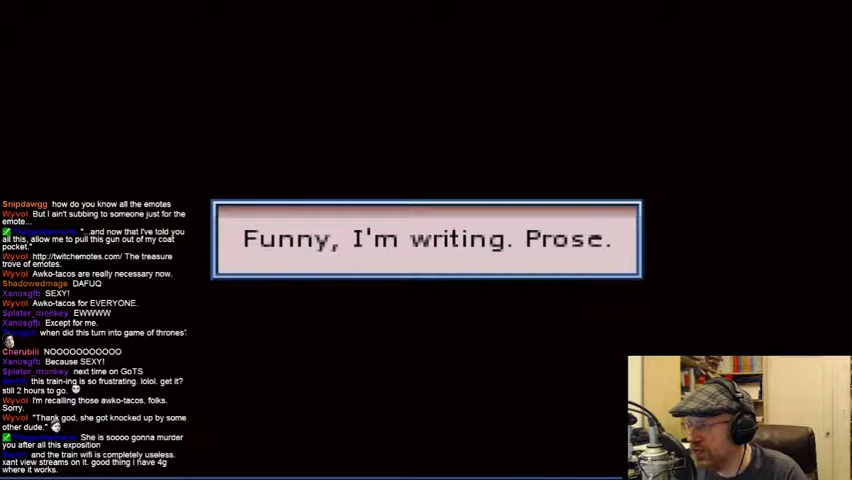 Snipdawgg how do you know all the emotes
Wyvol But I ain't subbing to someone just for the
emote...
"...and now that I've told you
all this, allow me to pull this gun out of my coat
pocket."
Wyvol http://twitchemotes.com/ The treasure
trove of emotes.
Wyvol Awko-tacos are really necessary now.
Shadowedmage DAFUQ
Xanosgfb SEXY!
Wyvol Awko-tacos for EVERYONE.
Splater_monkey EWWWW
Xanosgfb Except for me.
when did this turn into game of thrones?
Cherubiii NOOOOOOOOOOO
Xanosgfb Because SEXY!
Splater_monkey next time on GoTS
this train-ing is so frustrating. lolol. get it?
still 2 hours to go.
Wyvol I'm recalling those awko-tacos, folks.
Sorry.
Wyvol "Thank god, she got knocked up by some
other dude."
She is soooo gonna murder
you after all this exposition
and the train wifi is completely useless.
xant view streams on it. good thing i have 4g
where it works.
Funny, I'm writing. Prose.